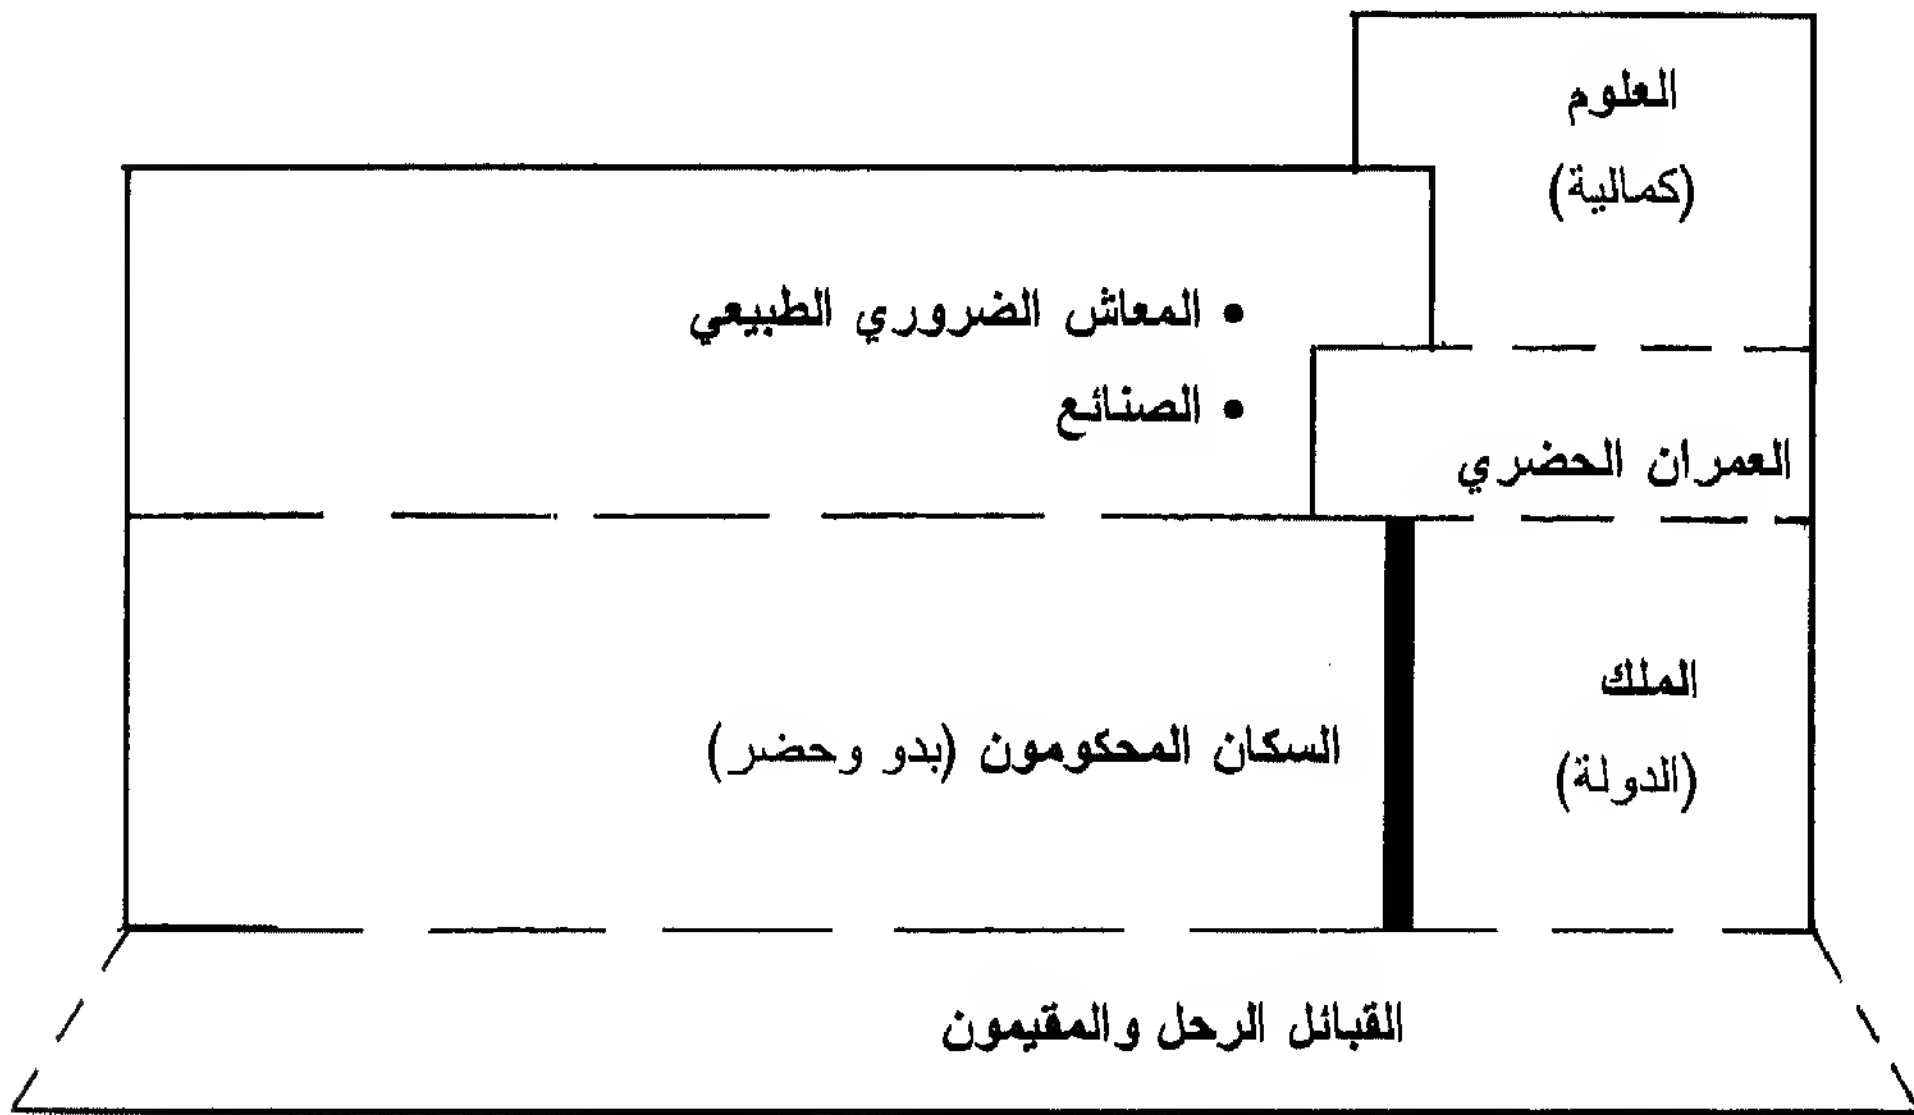 العلوم
(كمالية)
• المعاش الضروري الطبيعي
• الصنائع
العمران الحضري
الملك
(الدولة)
السكان المحكومون (بدو وحضر)
القبائل الرحل والمقيمون